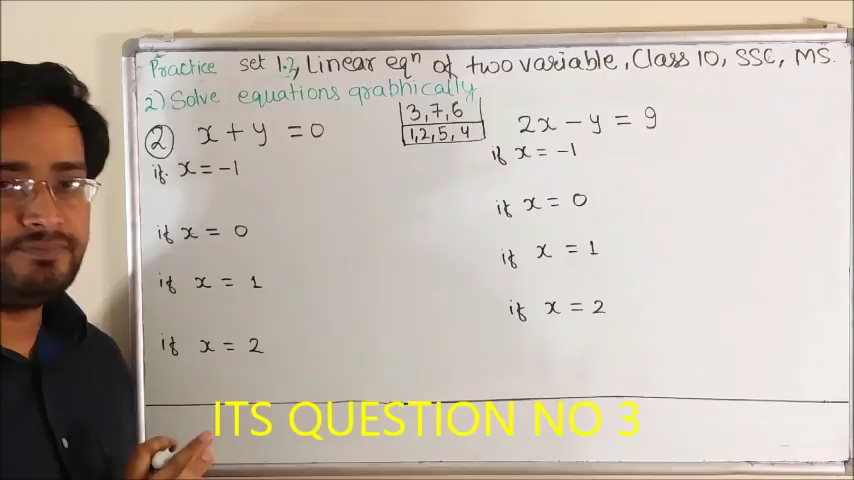 Practice set 1.2, Linear eqn of two variable, Class 10, SSC, MS.
2) Solve equations graphically
3, 7, 6
1, 2, 5, 4
② x + y = 0
2x - y = 9
if x = -1
if x = -1
if x = 0
if x = 0
if x = 1
if x = 1
if x = 2
if x = 2
ITS QUESTION NO 3